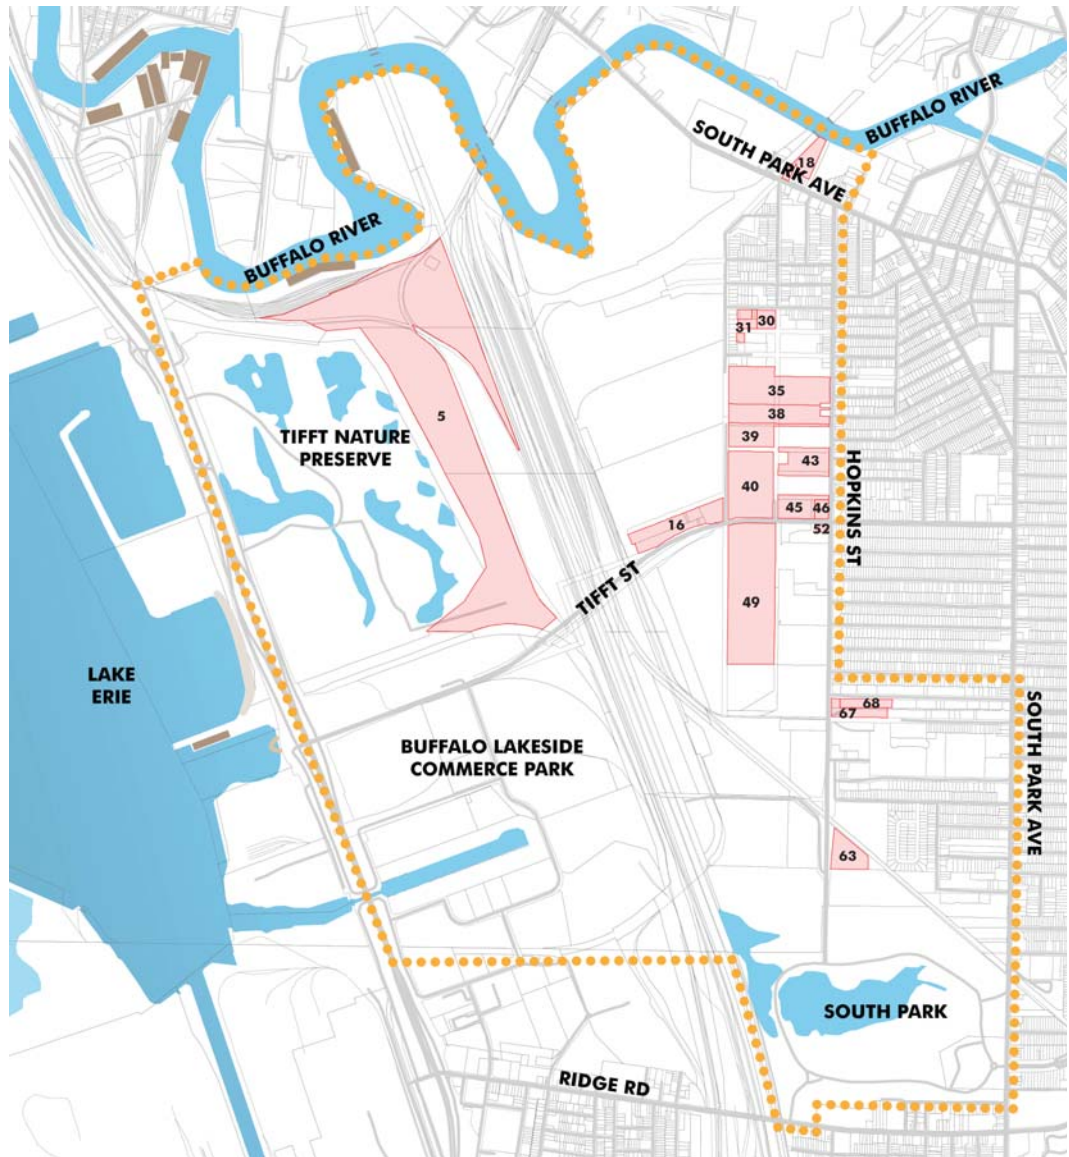 BUFFALO RIVER
SOUTH PARK AVE
18
BUFFALO RIVER
31
30
35
5
38
TIFFT NATURE
PRESERVE
39
43
HOPKINS ST
40
45
46
16
52
TIFFT ST
49
LAKE
ERIE
68
67
SOUTH PARK AVE
BUFFALO LAKESIDE
COMMERCE PARK
63
SOUTH PARK
RIDGE RD